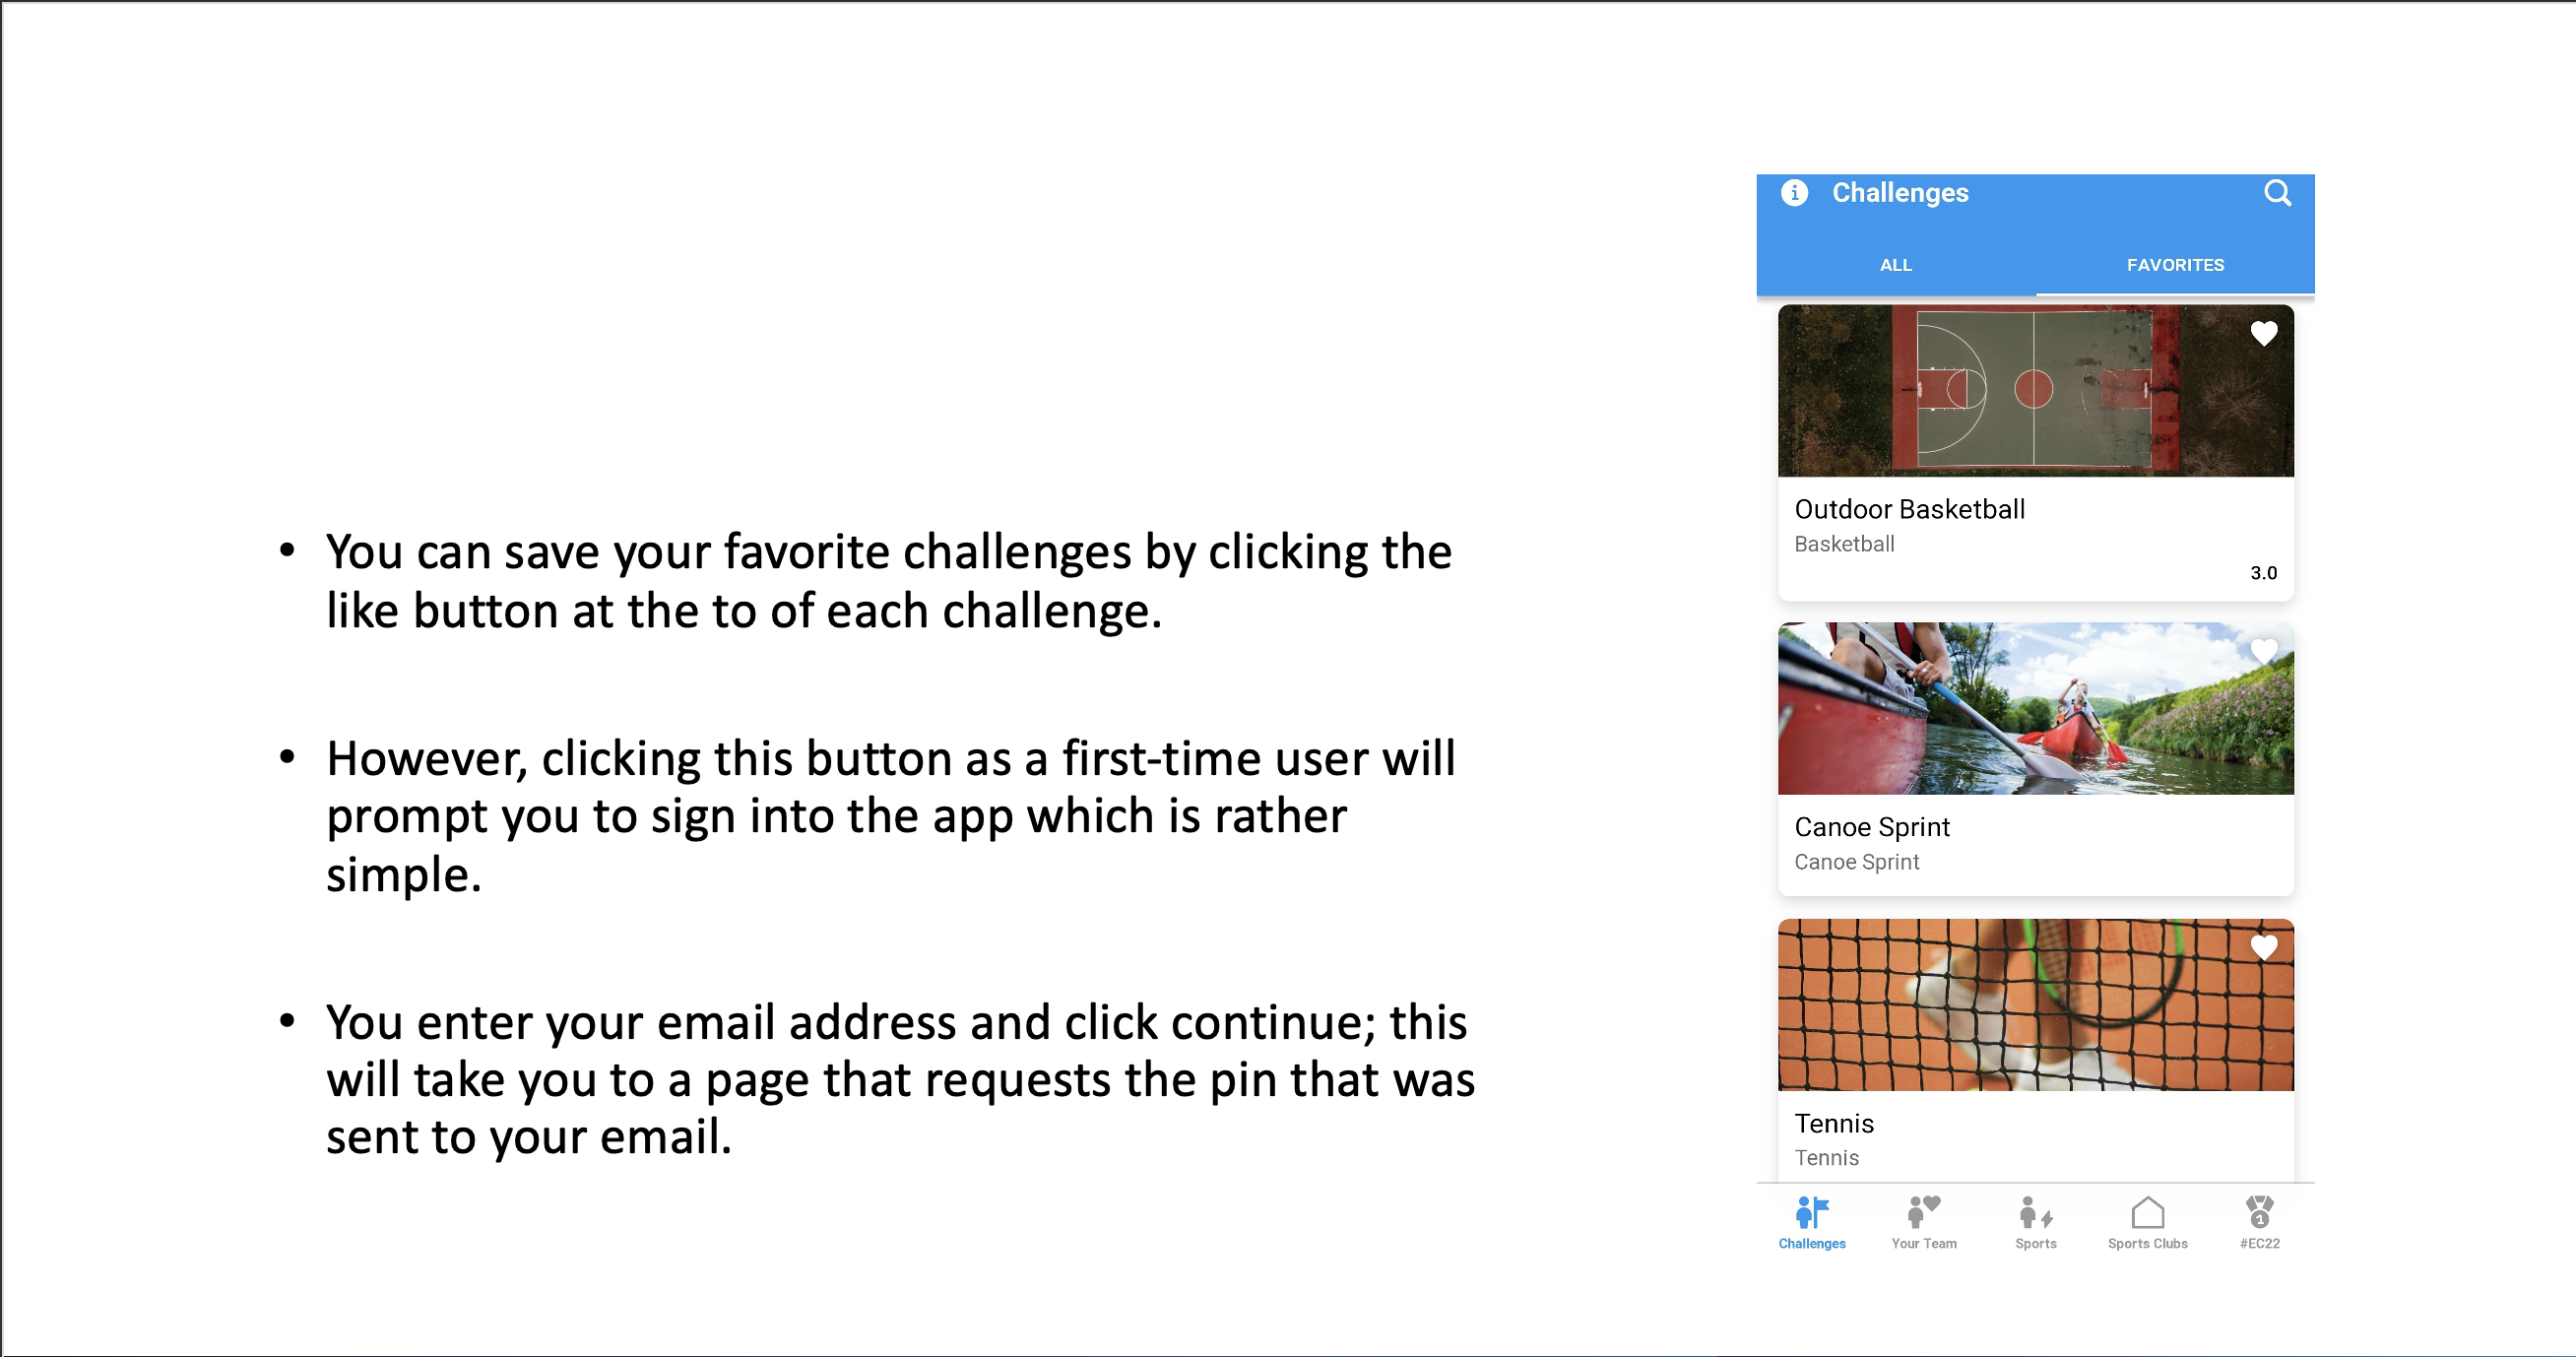 • You can save your favorite challenges by clicking the
like button at the to of each challenge.
• However, clicking this button as a first-time user will
prompt you to sign into the app which is rather
simple.
• You enter your email address and click continue; this
will take you to a page that requests the pin that was
sent to your email.
Challenges
ALL FAVORITES
Outdoor Basketball
Basketball
3.0
Canoe Sprint
Canoe Sprint
Tennis
Tennis
1
Challenges Your Team Sports Sports Clubs #EC22